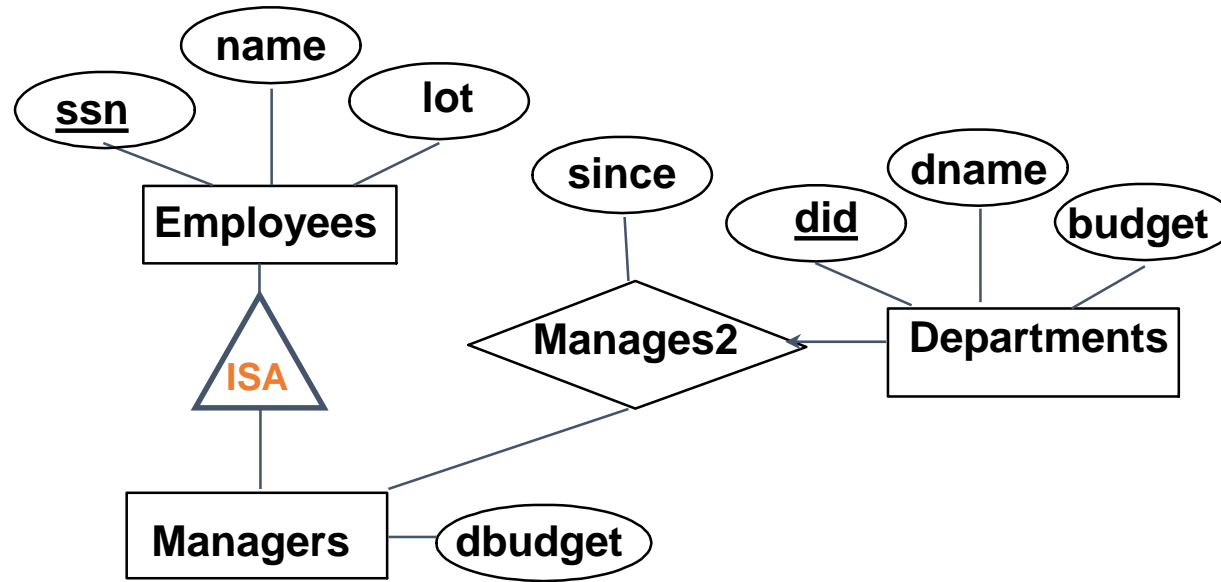 name
ssn
lot
since
dname
did
budget
Employees
Manages2
Departments
ISA
Managers
dbudget